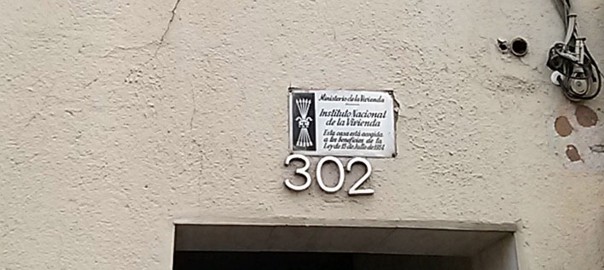 Ministerio de la Vivienda
Instituto Nacional
de la Vivienda
Esta casa está acogida
a los beneficios de la
Ley de 15 de Julio de 1954
302